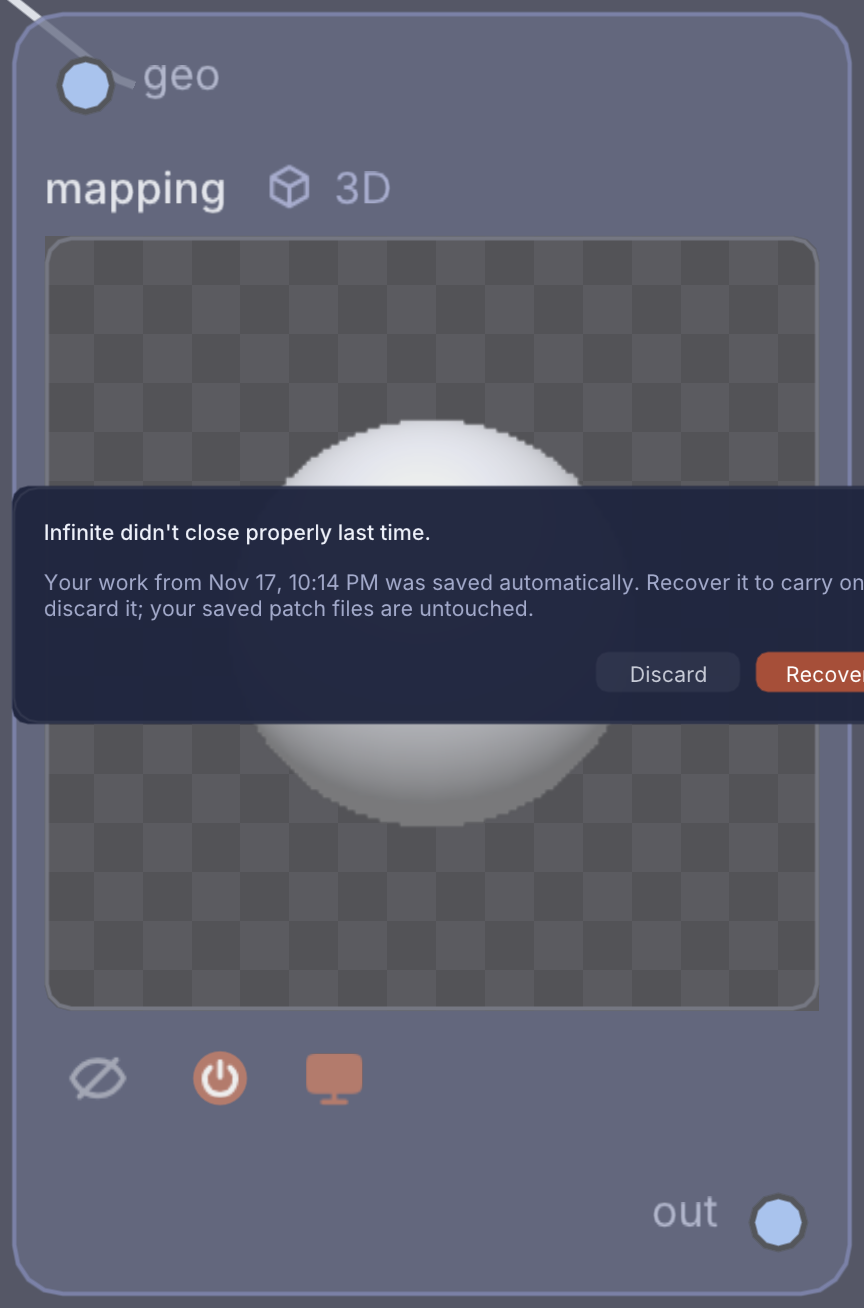 geo
mapping 3D
Infinite didn't close properly last time.
Your work from Nov 17, 10:14 PM was saved automatically. Recover it to carry on
discard it; your saved patch files are untouched.
Discard
out